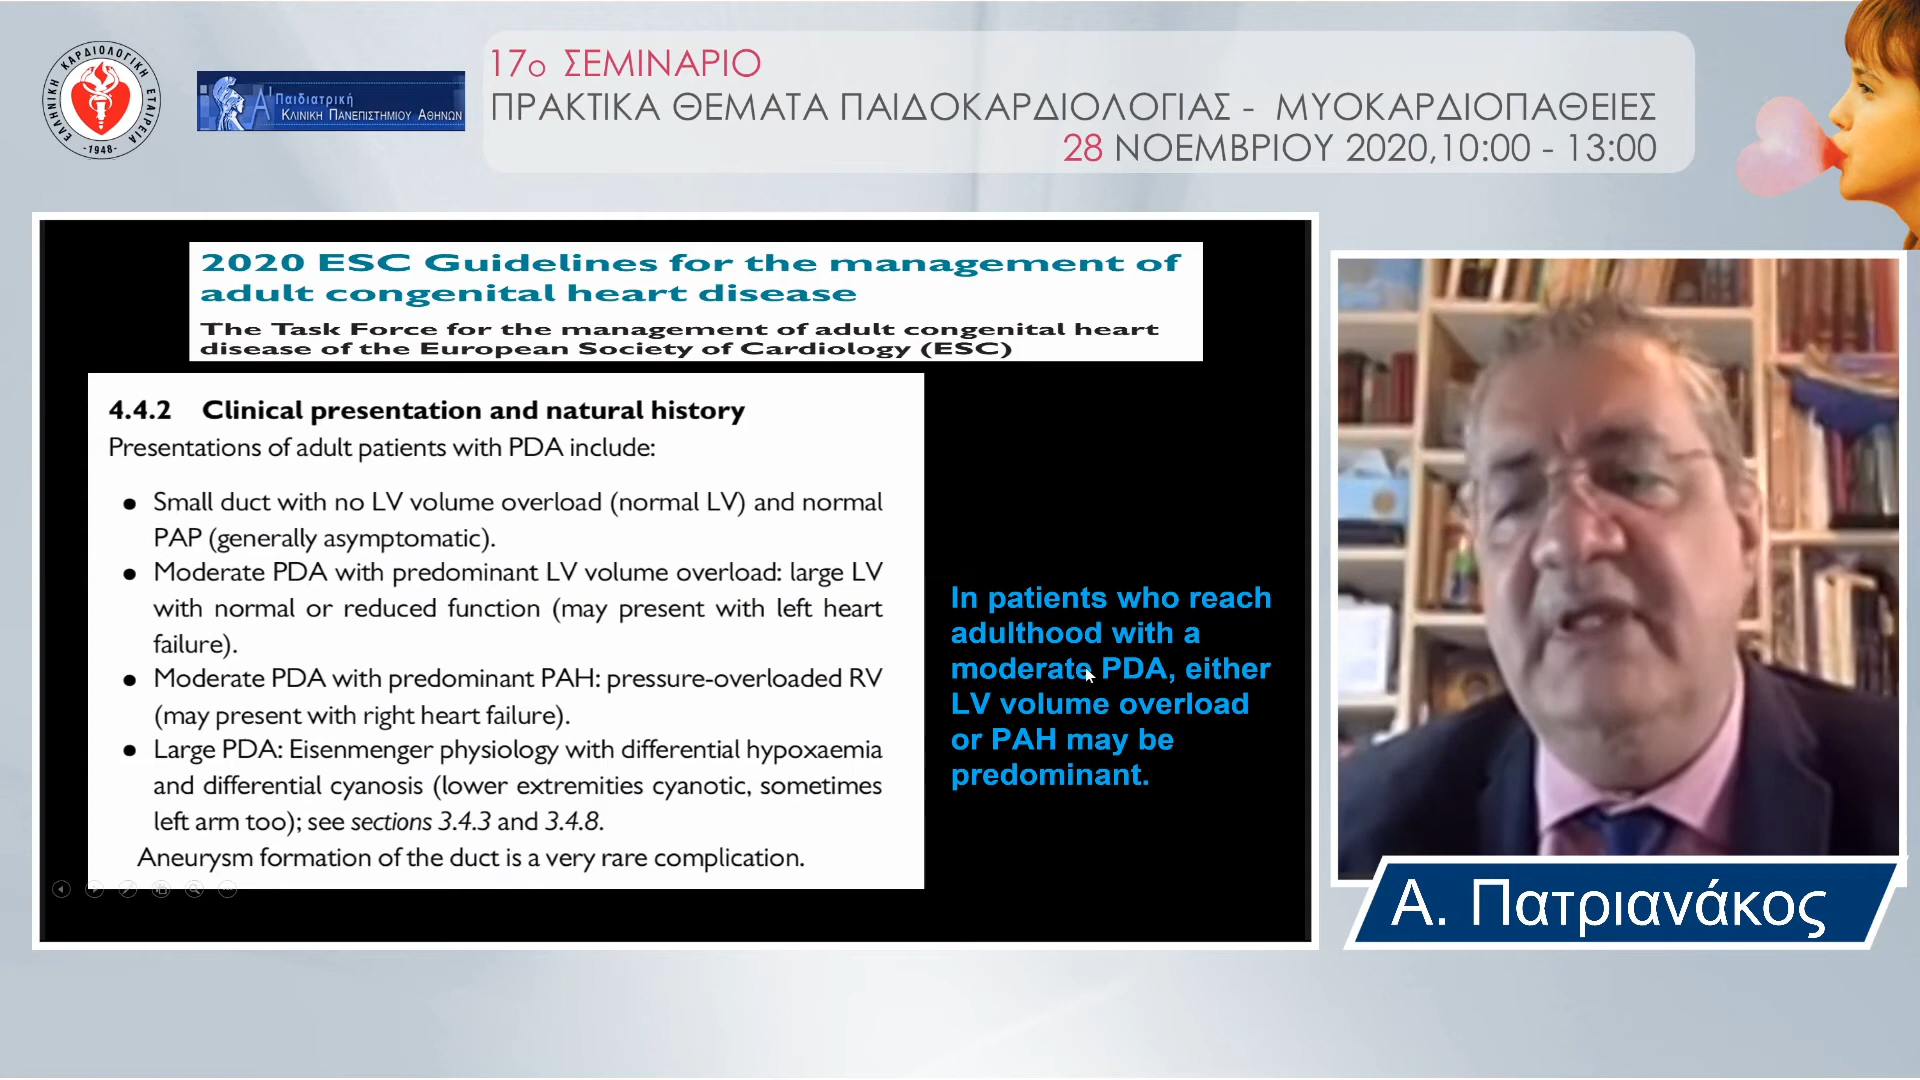 ΕΛΛΗΝΙΚΗ ΚΑΡΔΙΟΛΟΓΙΚΗ ΕΤΑΙΡΕΙΑ
-1948-
Α' Παιδιατρική
ΚΛΙΝΙΚΗ ΠΑΝΕΠΙΣΤΗΜΙΟΥ ΑΘΗΝΩΝ
17ο ΣΕΜΙΝΑΡΙΟ
ΠΡΑΚΤΙΚΑ ΘΕΜΑΤΑ ΠΑΙΔΟΚΑΡΔΙΟΛΟΓΙΑΣ - ΜΥΟΚΑΡΔΙΟΠΑΘΕΙΕΣ
28 ΝΟΕΜΒΡΙΟΥ 2020,10:00 - 13:00
2020 ESC Guidelines for the management of
adult congenital heart disease
The Task Force for the management of adult congenital heart
disease of the European Society of Cardiology (ESC)
4.4.2 Clinical presentation and natural history
Presentations of adult patients with PDA include:
● Small duct with no LV volume overload (normal LV) and normal
PAP (generally asymptomatic).
● Moderate PDA with predominant LV volume overload: large LV
with normal or reduced function (may present with left heart
failure).
● Moderate PDA with predominant PAH: pressure-overloaded RV
(may present with right heart failure).
● Large PDA: Eisenmenger physiology with differential hypoxaemia
and differential cyanosis (lower extremities cyanotic, sometimes
left arm too); see sections 3.4.3 and 3.4.8.
Aneurysm formation of the duct is a very rare complication.
In patients who reach
adulthood with a
moderate PDA, either
LV volume overload
or PAH may be
predominant.
Α. Πατριανάκος